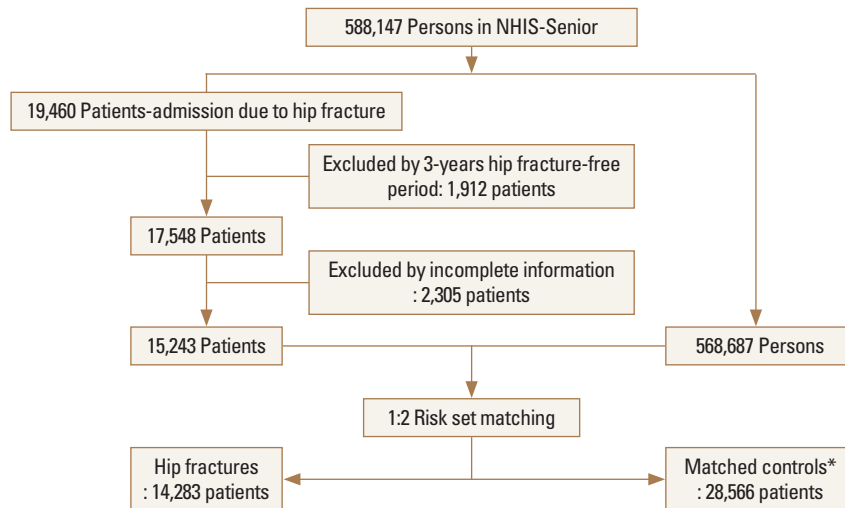 588,147 Persons in NHIS-Senior
19,460 Patients-admission due to hip fracture
Excluded by 3-years hip fracture-free
period: 1,912 patients
17,548 Patients
Excluded by incomplete information
: 2,305 patients
15,243 Patients
568,687 Persons
1:2 Risk set matching
Hip fractures
: 14,283 patients
Matched controls*
: 28,566 patients